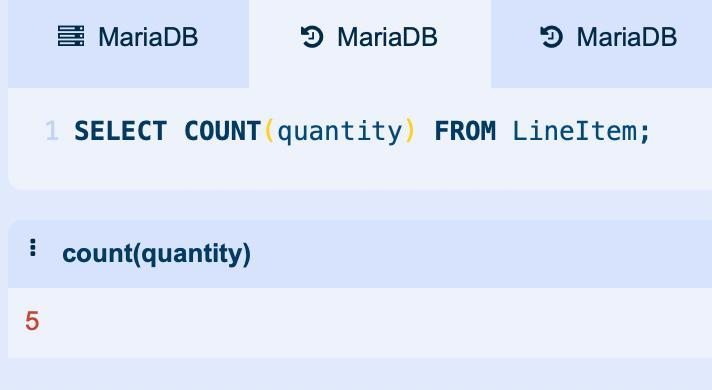 MariaDB MariaDB MariaDB
1 SELECT COUNT(quantity) FROM LineItem;
count(quantity)
5